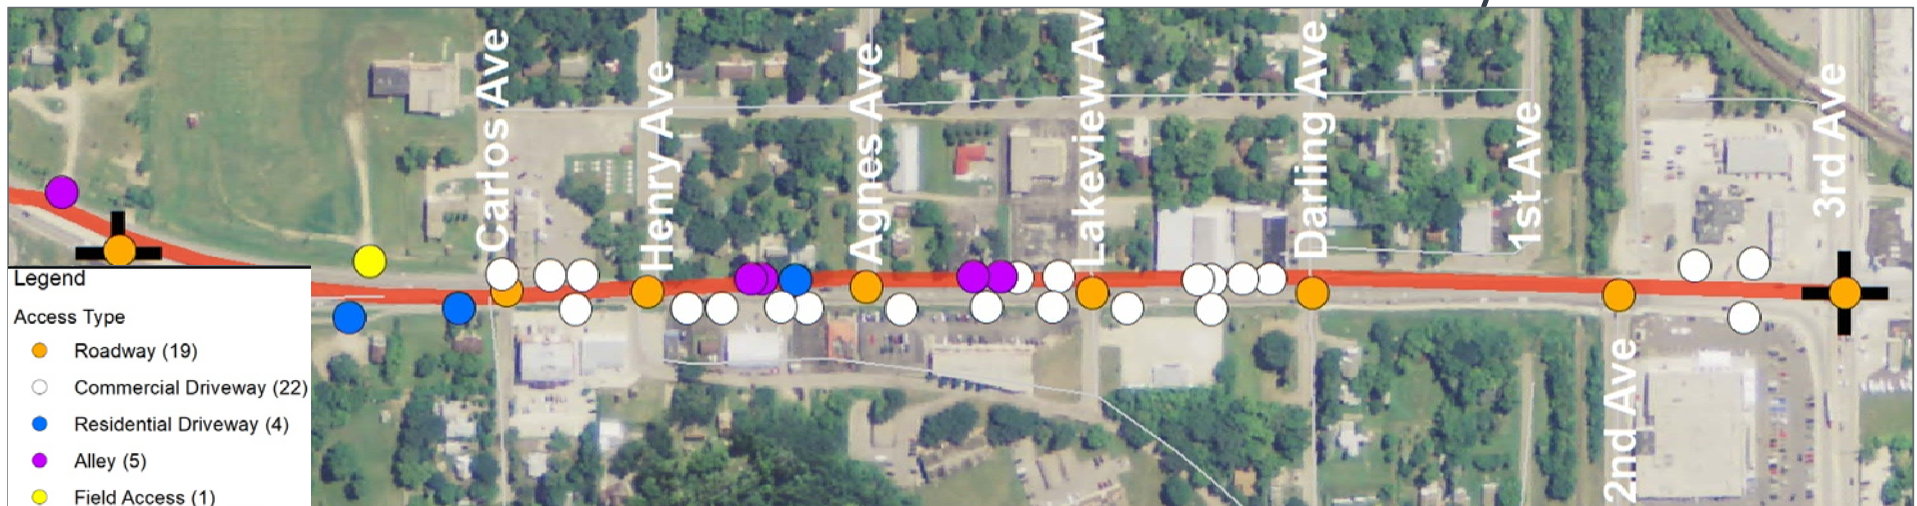 Carlos Ave
Henry Ave
Agnes Ave
Lakeview Av
Darling Ave
1st Ave
2nd Ave
3rd Ave
Legend
Access Type
Roadway (19)
Commercial Driveway (22)
Residential Driveway (4)
Alley (5)
Field Access (1)